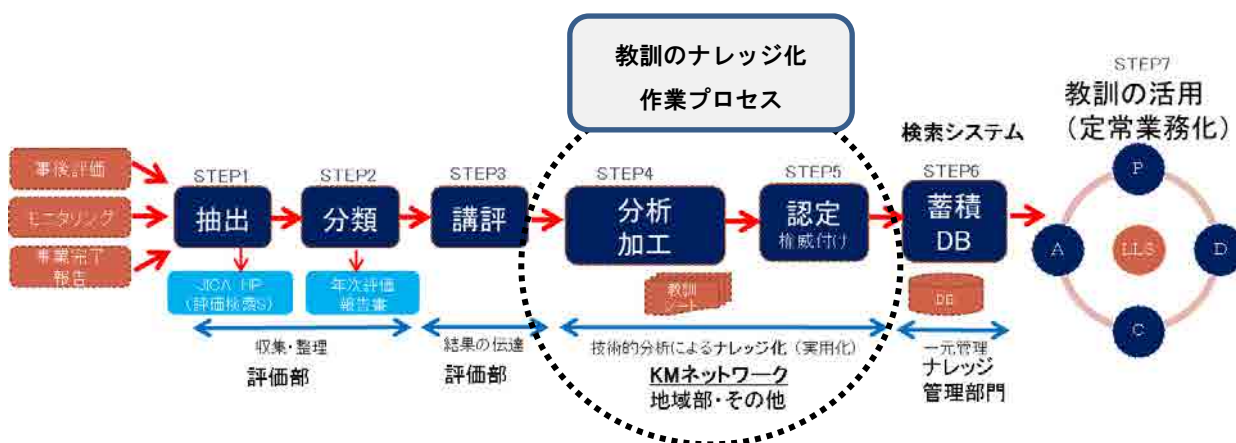 教訓のナレッジ化
作業プロセス
STEP7
教訓の活用
(定常業務化)
検索システム
事後評価
モニタリング
事業完了
報告
STEP1
抽出
STEP2
分類
STEP3
講評
STEP4
分析
加工
STEP5
認定
権威付け
STEP6
蓄積
DB
P
D
C
A
LLS
JICA HP
(評価検索S)
年次評価
報告書
教訓
シート
DB
収集・整理
評価部
結果の伝達
評価部
技術的分析によるナレッジ化(実用化)
KMネットワーク
地域部・その他
一元管理
ナレッジ
管理部門